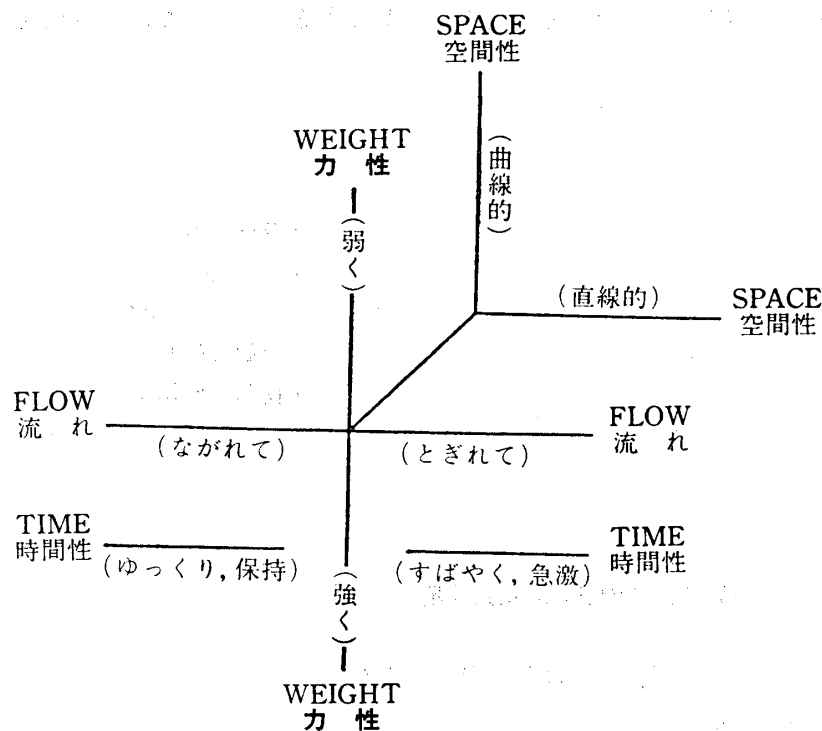 SPACE
空間性
(曲線的)
WEIGHT
力 性
(弱く)
(直線的)
SPACE
空間性
FLOW
流 れ
(ながれて)
(とぎれて)
FLOW
流 れ
TIME
時間性
(ゆっくり,保持)
(すばやく,急激)
TIME
時間性
(強く)
WEIGHT
力 性